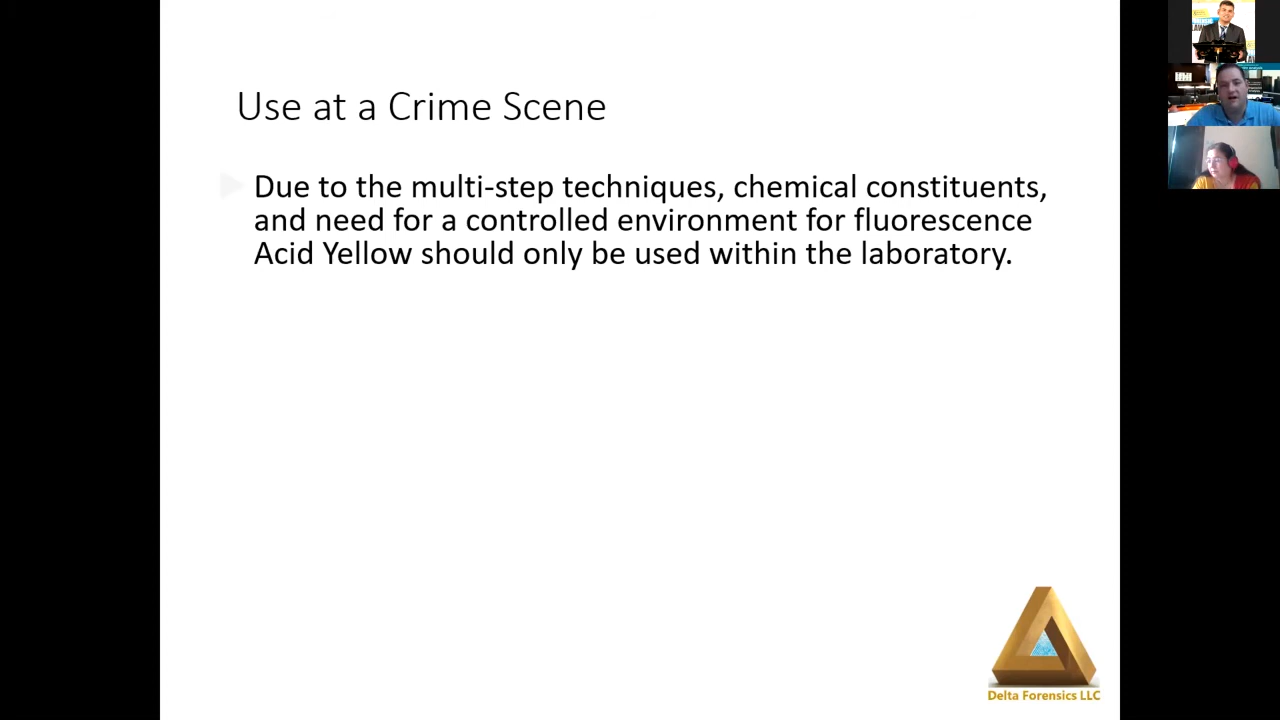 Use at a Crime Scene
Due to the multi-step techniques, chemical constituents,
and need for a controlled environment for fluorescence
Acid Yellow should only be used within the laboratory.
Delta Forensics LLC